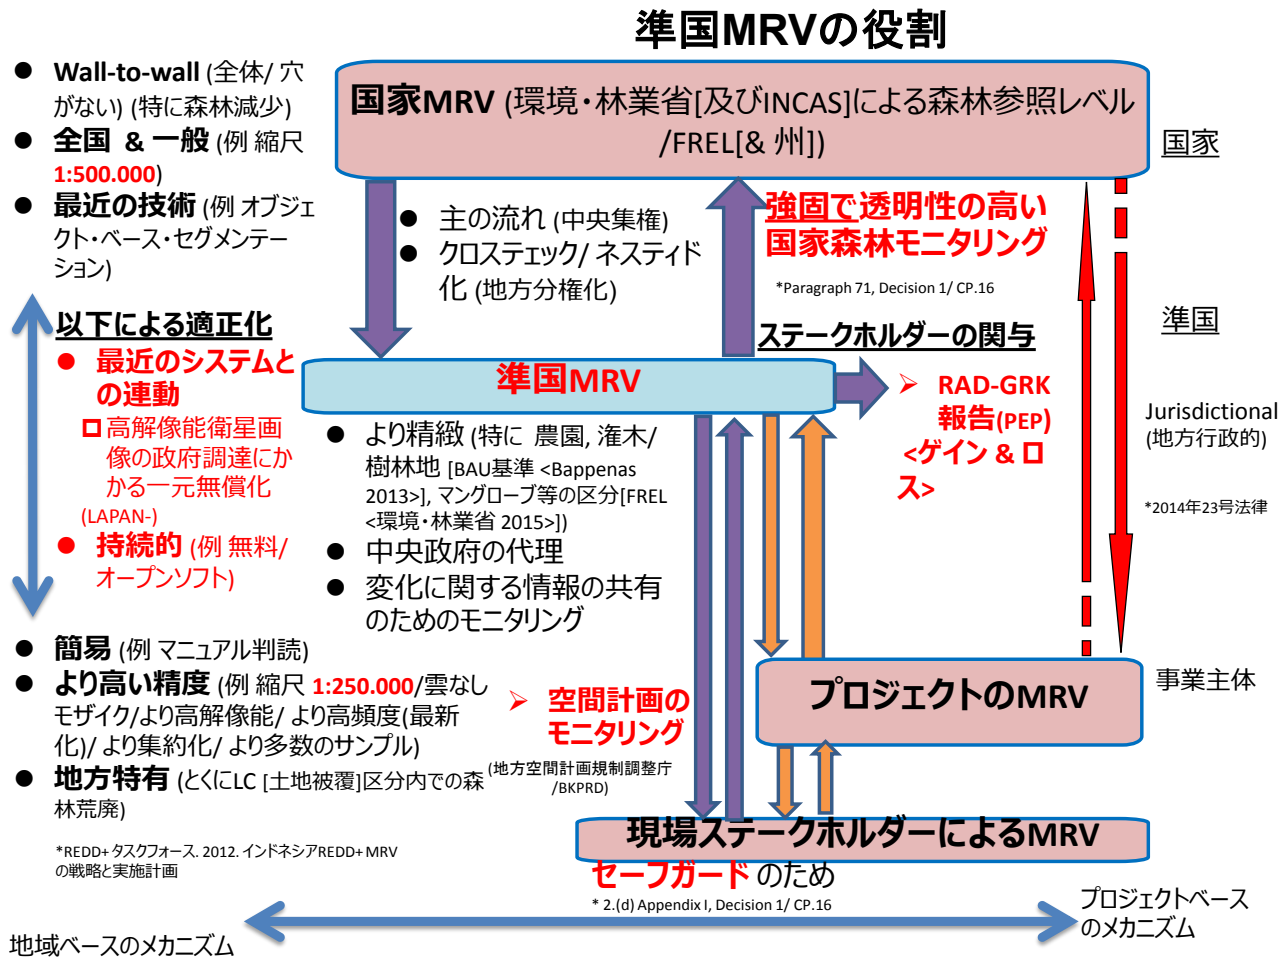 準国MRVの役割
● Wall-to-wall (全体/ 穴
がない) (特に森林減少)
● 全国 & 一般 (例 縮尺
1:500.000)
● 最近の技術 (例 オブジェ
クト・ベース・セグメンテー
ション)
国家MRV (環境・林業省[及びINCAS]による森林参照レベル
/FREL[& 州])
国家
● 主の流れ (中央集権)
● クロステェック/ ネスティド
化 (地方分権化)
強固で透明性の高い
国家森林モニタリング
*Paragraph 71, Decision 1/ CP.16
準国
以下による適正化
● 最近のシステムと
の連動
高解像能衛星画
像の政府調達にか
かる一元無償化
(LAPAN-)
● 持続的 (例 無料/
オープンソフト)
ステークホルダーの関与
準国MRV
➢ RAD-GRK
報告(PEP)
<ゲイン & ロ
ス>
Jurisdictional
(地方行政的)
*2014年23号法律
● より精緻 (特に 農園, 潅木/
樹林地 [BAU基準 <Bappenas
2013>], マングローブ等の区分[FREL
<環境・林業省 2015>])
● 中央政府の代理
● 変化に関する情報の共有
のためのモニタリング
● 簡易 (例 マニュアル判読)
● より高い精度 (例 縮尺 1:250.000/雲なし
モザイク/より高解像能/ より高頻度(最新
化)/ より集約化/ より多数のサンプル)
● 地方特有 (とくにLC [土地被覆]区分内での森
林荒廃)
*REDD+ タスクフォース. 2012. インドネシアREDD+ MRV
の戦略と実施計画
➢ 空間計画の
モニタリング
(地方空間計画規制調整庁
/BKPRD)
プロジェクトのMRV
事業主体
現場ステークホルダーによるMRV
セーフガード のため
* 2.(d) Appendix I, Decision 1/ CP.16
地域ベースのメカニズム
プロジェクトベース
のメカニズム